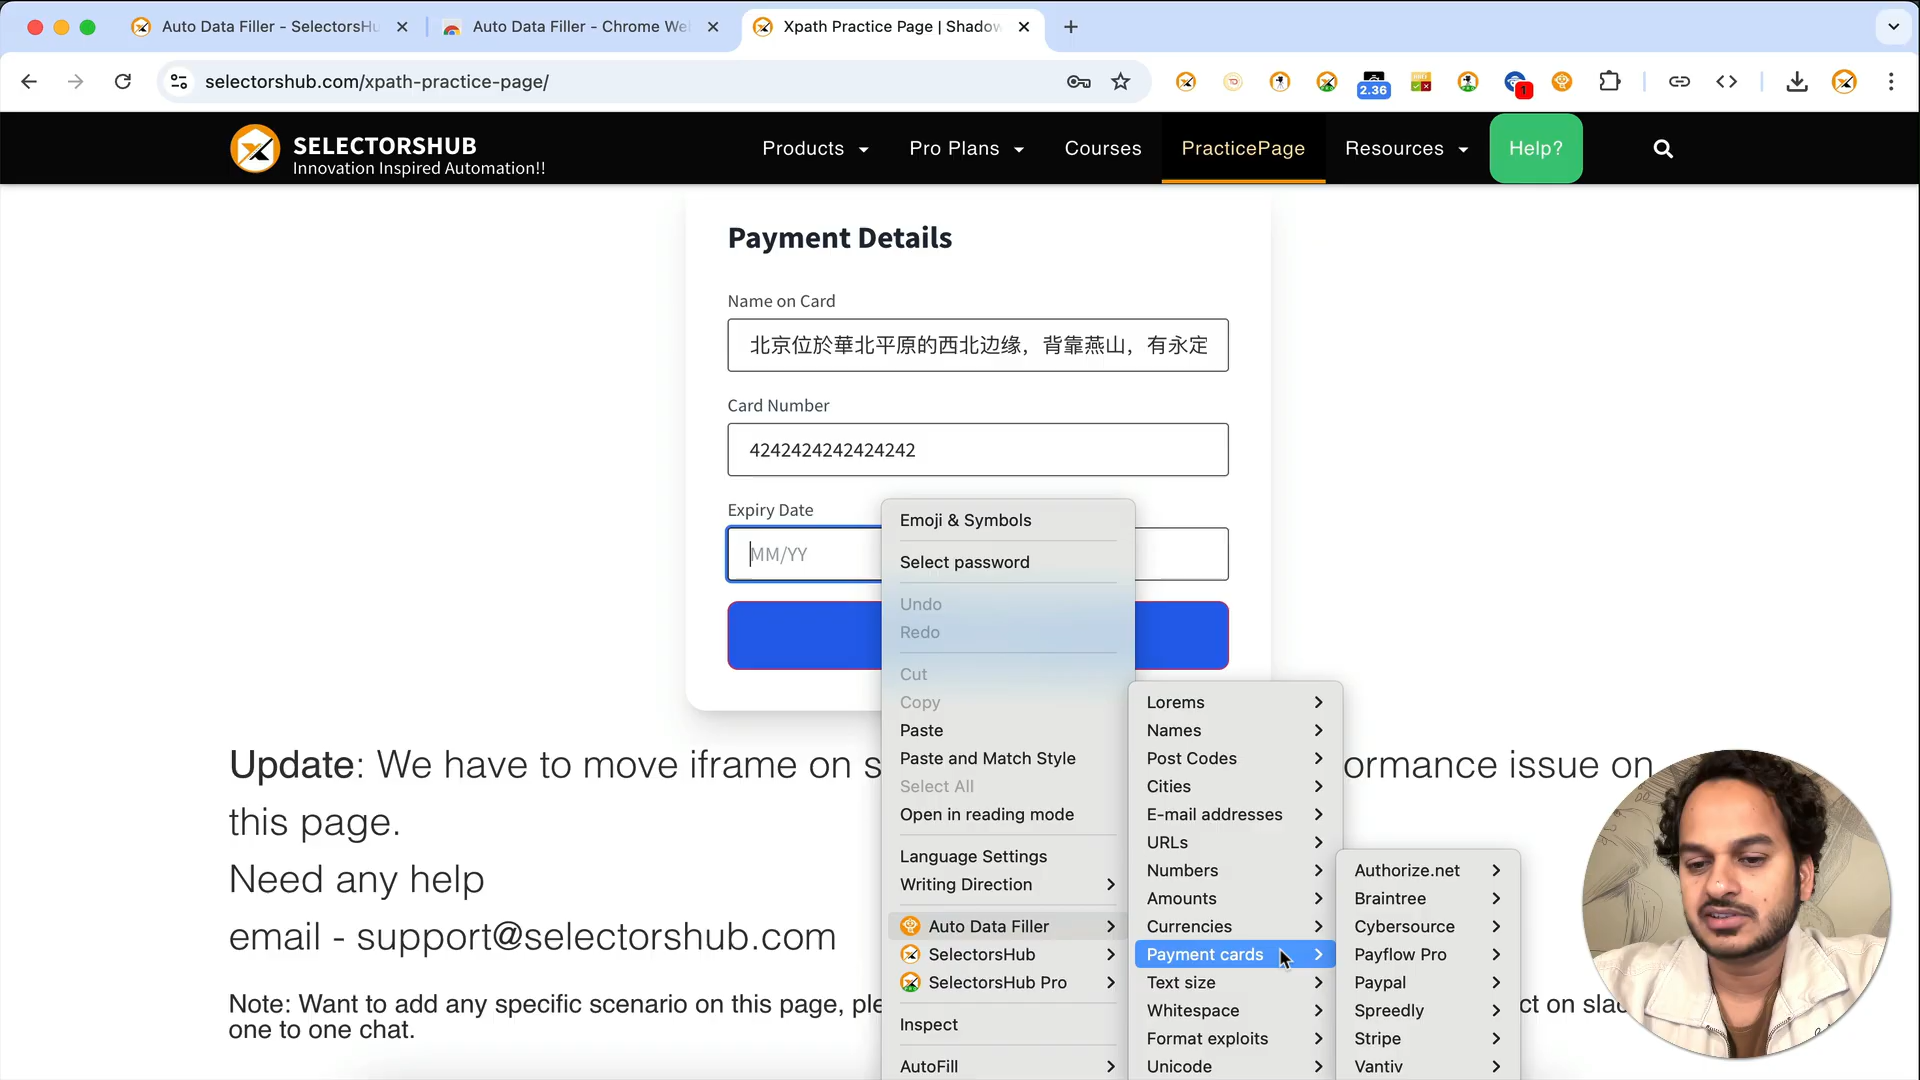 Auto Data Filler - SelectorsHu
Auto Data Filler - Chrome We
Xpath Practice Page | Shadow
selectorshub.com/xpath-practice-page/
2.36
1
SELECTORSHUB
Innovation Inspired Automation!!
Products
Pro Plans
Courses
PracticePage
Resources
Help?
Payment Details
Name on Card
北京位於華北平原的西北边缘，背靠燕山，有永定
Card Number
4242424242424242
Expiry Date
MM/YY
Emoji & Symbols
Select password
Undo
Redo
Cut
Copy
Paste
Paste and Match Style
Select All
Open in reading mode
Language Settings
Writing Direction
Auto Data Filler
SelectorsHub
SelectorsHub Pro
Inspect
AutoFill
Lorems
Names
Post Codes
Cities
E-mail addresses
URLs
Numbers
Amounts
Currencies
Payment cards
Text size
Whitespace
Format exploits
Unicode
Authorize.net
Braintree
Cybersource
Payflow Pro
Paypal
Spreedly
Stripe
Vantiv
Update: We have to move iframe on s ormance issue on
this page.
Need any help
email - support@selectorshub.com
Note: Want to add any specific scenario on this page, ple ct on slac
one to one chat.